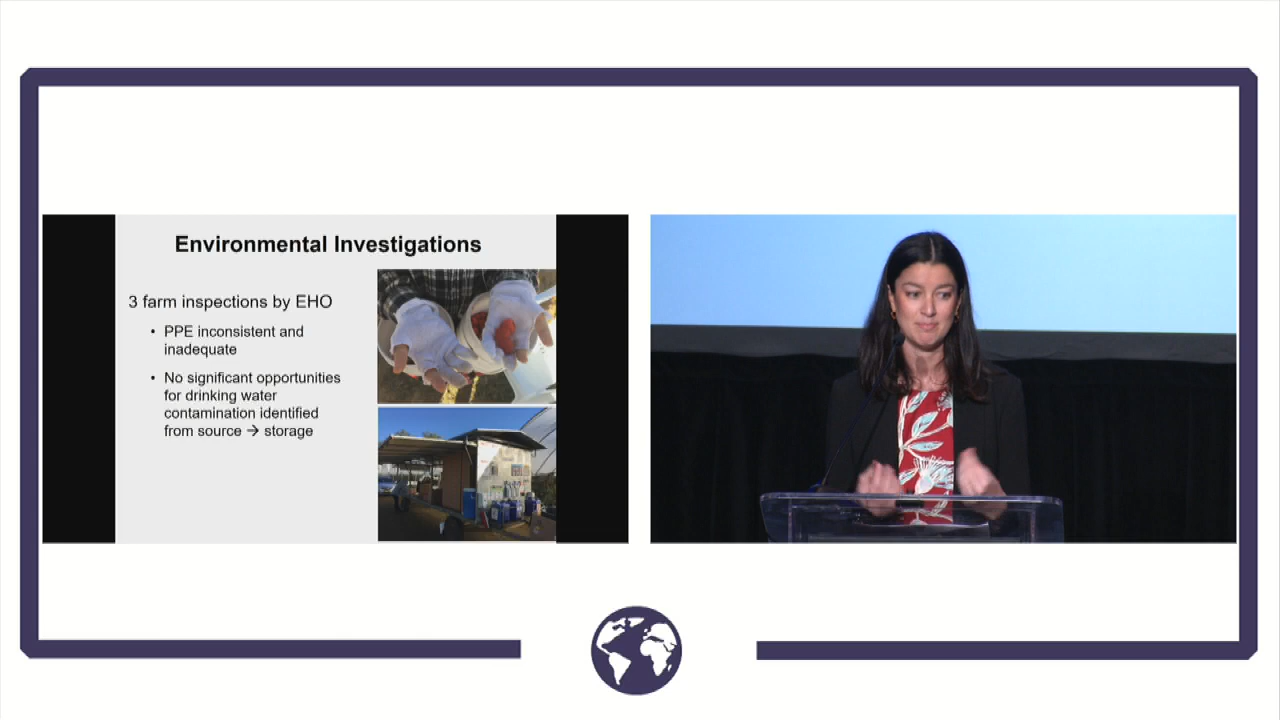 Environmental Investigations
3 farm inspections by EHO
• PPE inconsistent and
inadequate
• No significant opportunities
for drinking water
contamination identified
from source → storage